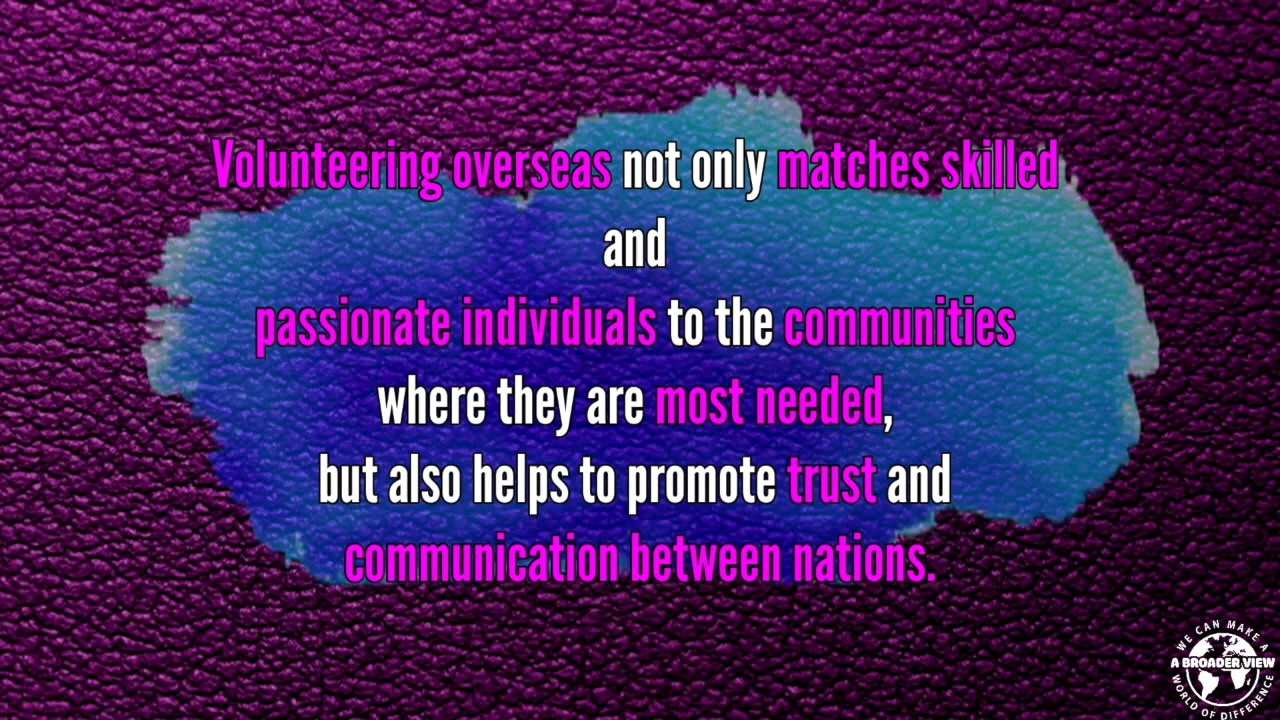 Volunteering overseas not only matches skilled
and
passionate individuals to the communities
where they are most needed,
but also helps to promote trust and
communication between nations.
WE CAN MAKE A
A BROADER VIEW
WORLD OF DIFFERENCE